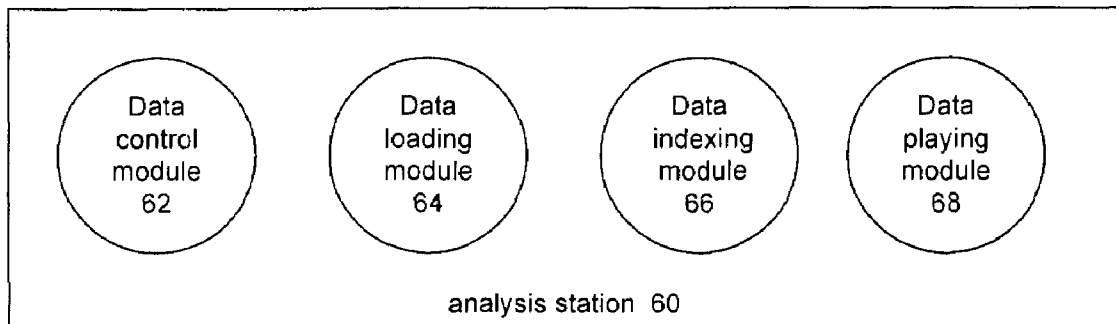 Data
control
module
62
Data
loading
module
64
Data
indexing
module
66
Data
playing
module
68
analysis station 60